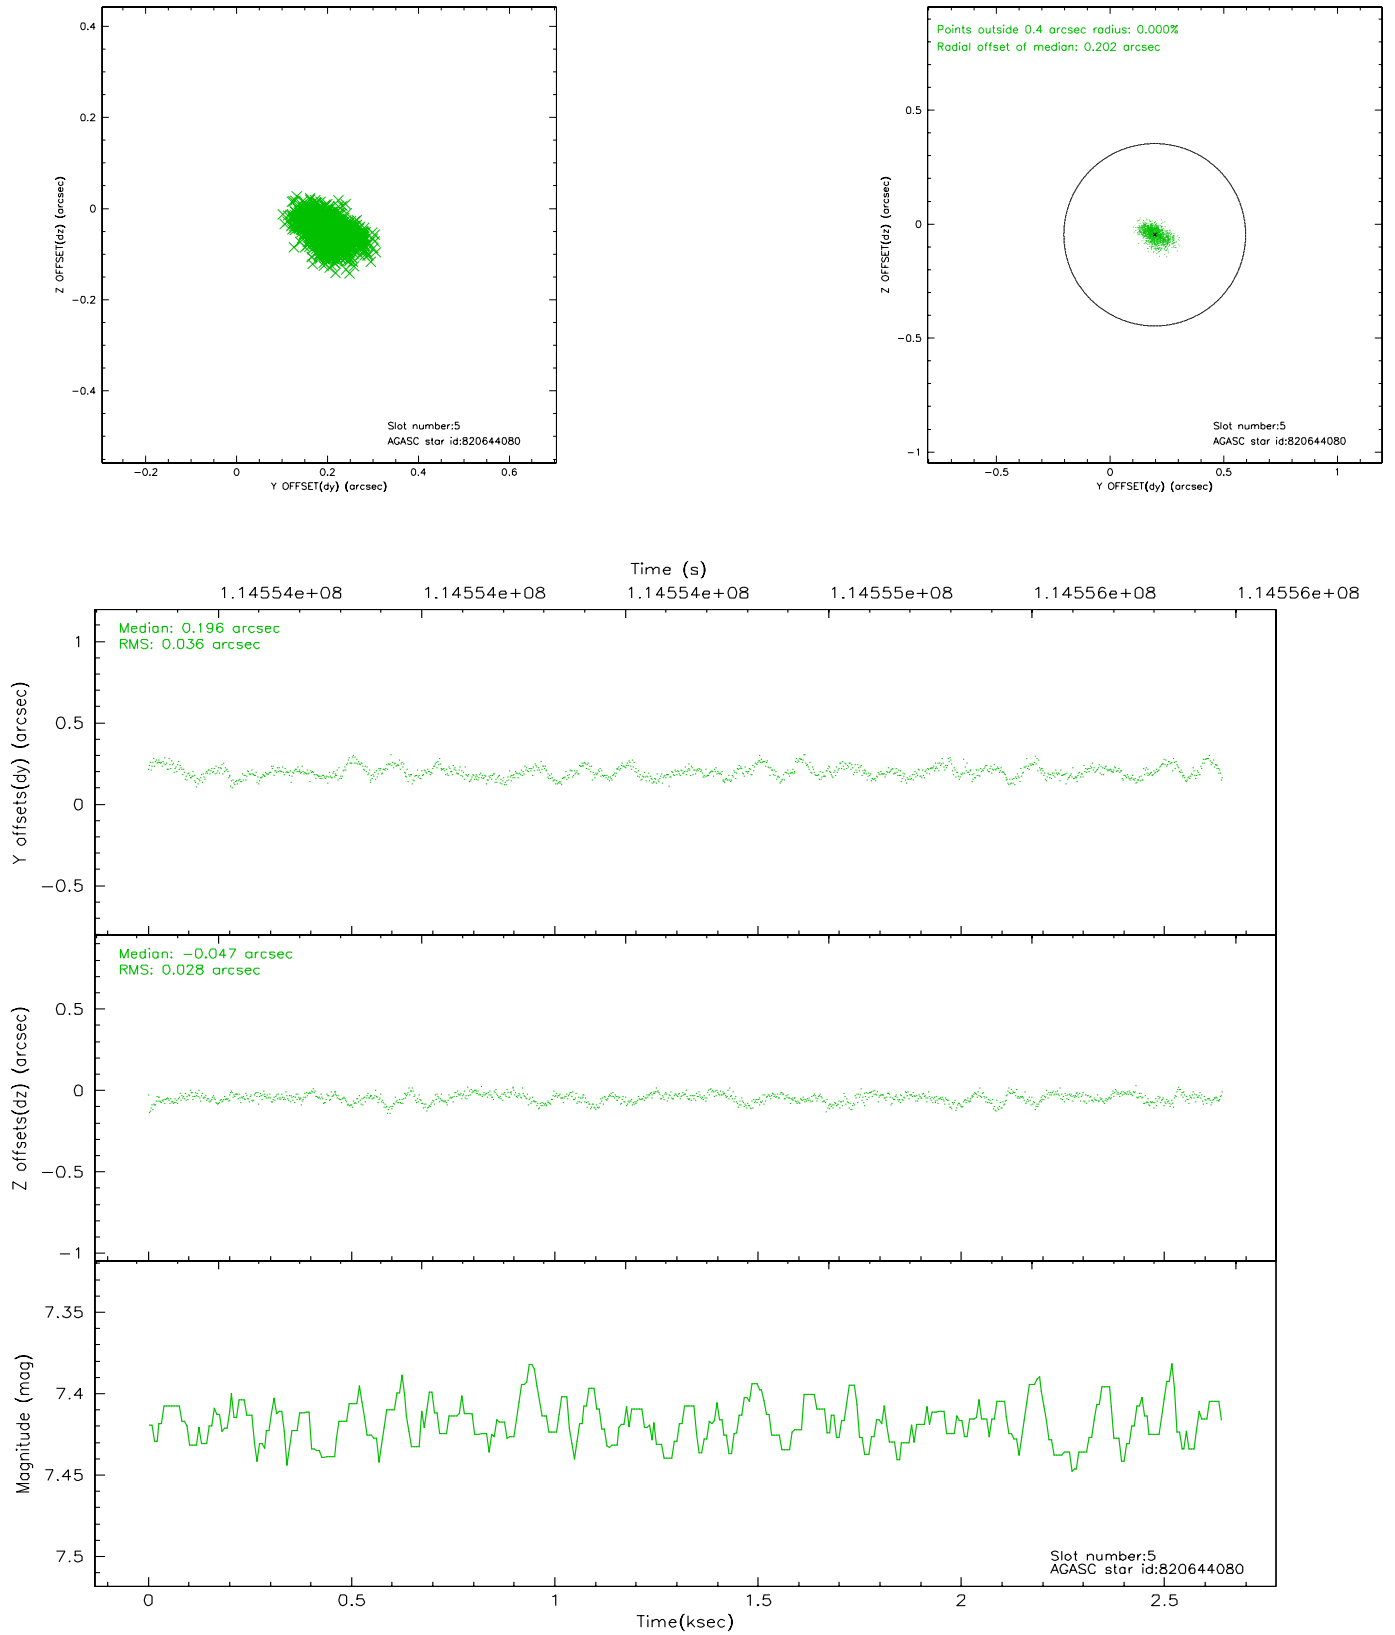 0.4
0.2
0
−0.2
−0.4
Z OFFSET(dz) (arcsec)
Slot number:5
AGASC star id:820644080
−0.2 0 0.2 0.4 0.6
Y OFFSET(dy) (arcsec)
Points outside 0.4 arcsec radius: 0.000%
Radial offset of median: 0.202 arcsec
0.5
0
−0.5
−1
Z OFFSET(dz) (arcsec)
Slot number:5
AGASC star id:820644080
−0.5 0 0.5 1
Y OFFSET(dy) (arcsec)
Time (s)
1.14554e+08 1.14554e+08 1.14554e+08 1.14555e+08 1.14556e+08 1.14556e+08
Median: 0.196 arcsec
RMS: 0.036 arcsec
1
0.5
0
−0.5
Y offsets(dy) (arcsec)
Median: −0.047 arcsec
RMS: 0.028 arcsec
0.5
0
−0.5
−1
Z offsets(dz) (arcsec)
7.35
7.4
7.45
7.5
Magnitude (mag)
Slot number:5
AGASC star id:820644080
0 0.5 1 1.5 2 2.5
Time(ksec)